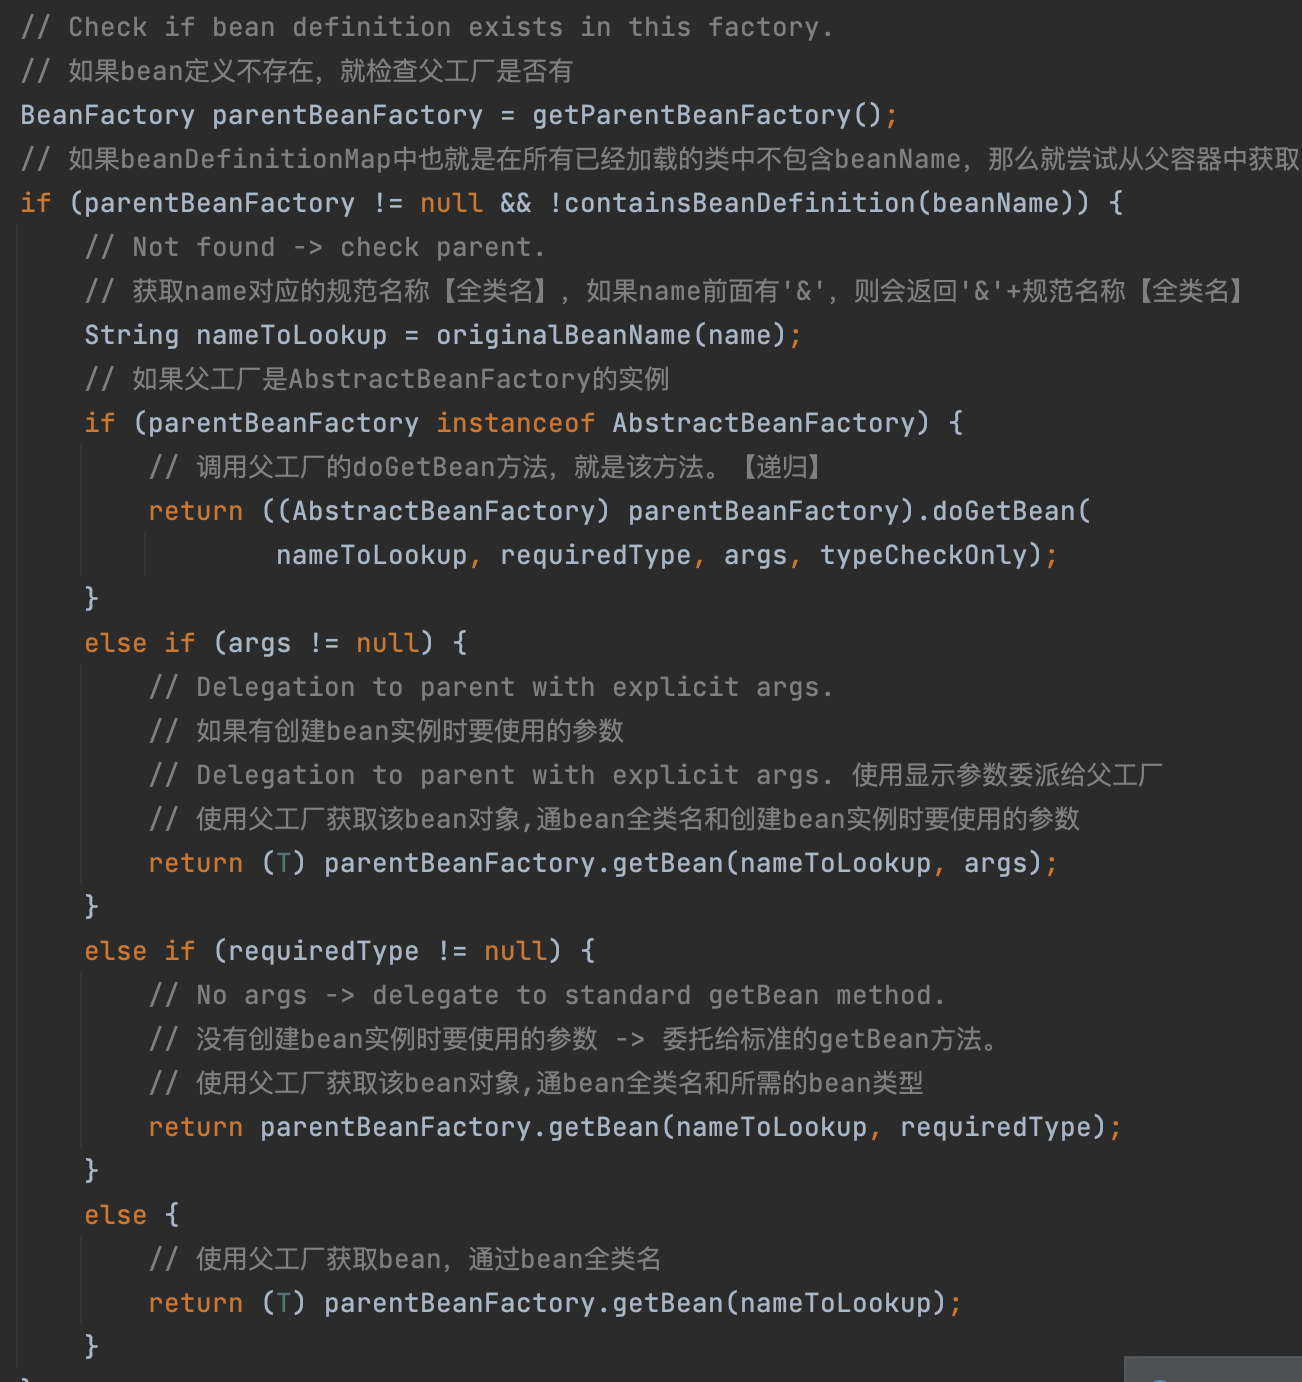 // Check if bean definition exists in this factory.
// 如果bean定义不存在，就检查父工厂是否有
BeanFactory parentBeanFactory = getParentBeanFactory();
// 如果beanDefinitionMap中也就是在所有已经加载的类中不包含beanName，那么就尝试从父容器中获取
if (parentBeanFactory != null && !containsBeanDefinition(beanName)) {
// Not found -> check parent.
// 获取name对应的规范名称【全类名】，如果name前面有'&'，则会返回'&'+规范名称【全类名】
String nameToLookup = originalBeanName(name);
// 如果父工厂是AbstractBeanFactory的实例
if (parentBeanFactory instanceof AbstractBeanFactory) {
// 调用父工厂的doGetBean方法，就是该方法。【递归】
return ((AbstractBeanFactory) parentBeanFactory).doGetBean(
nameToLookup, requiredType, args, typeCheckOnly);
}
else if (args != null) {
// Delegation to parent with explicit args.
// 如果有创建bean实例时要使用的参数
// Delegation to parent with explicit args. 使用显示参数委派给父工厂
// 使用父工厂获取该bean对象,通bean全类名和创建bean实例时要使用的参数
return (T) parentBeanFactory.getBean(nameToLookup, args);
}
else if (requiredType != null) {
// No args -> delegate to standard getBean method.
// 没有创建bean实例时要使用的参数 -> 委托给标准的getBean方法。
// 使用父工厂获取该bean对象,通bean全类名和所需的bean类型
return parentBeanFactory.getBean(nameToLookup, requiredType);
}
else {
// 使用父工厂获取bean，通过bean全类名
return (T) parentBeanFactory.getBean(nameToLookup);
}